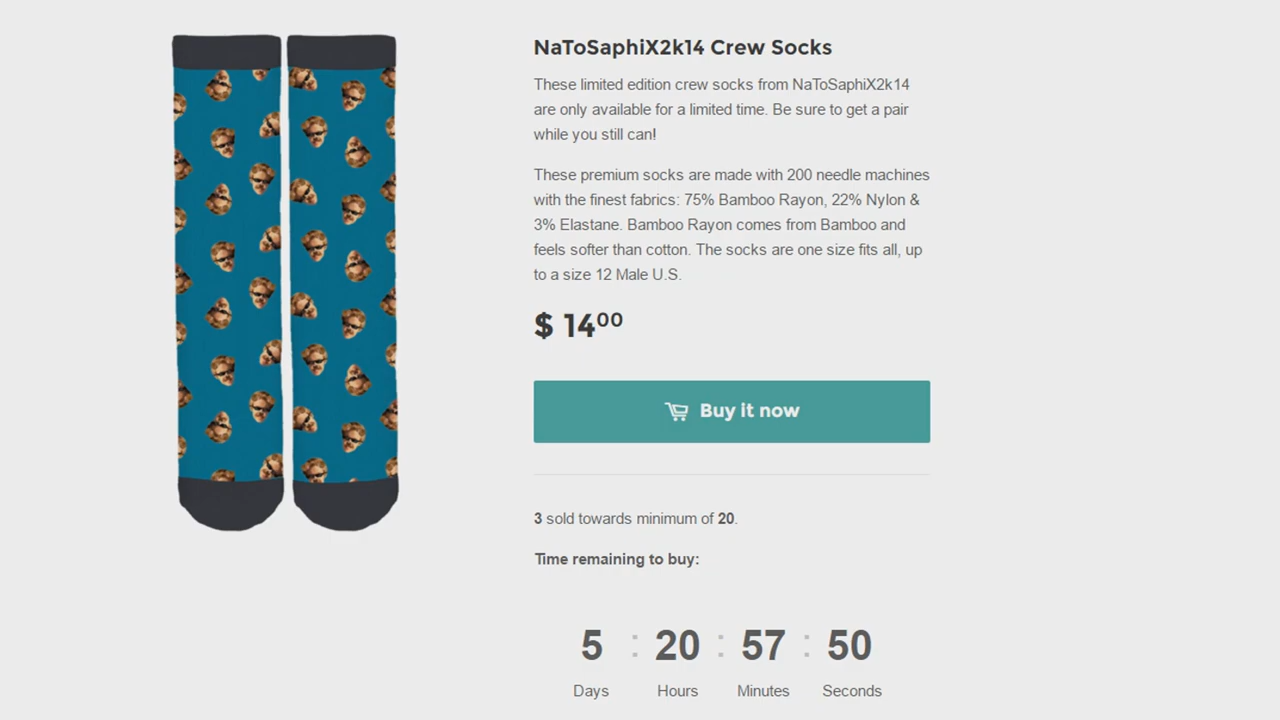 NaToSaphiX2k14 Crew Socks
These limited edition crew socks from NaToSaphiX2k14
are only available for a limited time. Be sure to get a pair
while you still can!
These premium socks are made with 200 needle machines
with the finest fabrics: 75% Bamboo Rayon, 22% Nylon &
3% Elastane. Bamboo Rayon comes from Bamboo and
feels softer than cotton. The socks are one size fits all, up
to a size 12 Male U.S.
$ 14⁰⁰
Buy it now
3 sold towards minimum of 20.
Time remaining to buy:
5 : 20 : 57 : 50
Days Hours Minutes Seconds